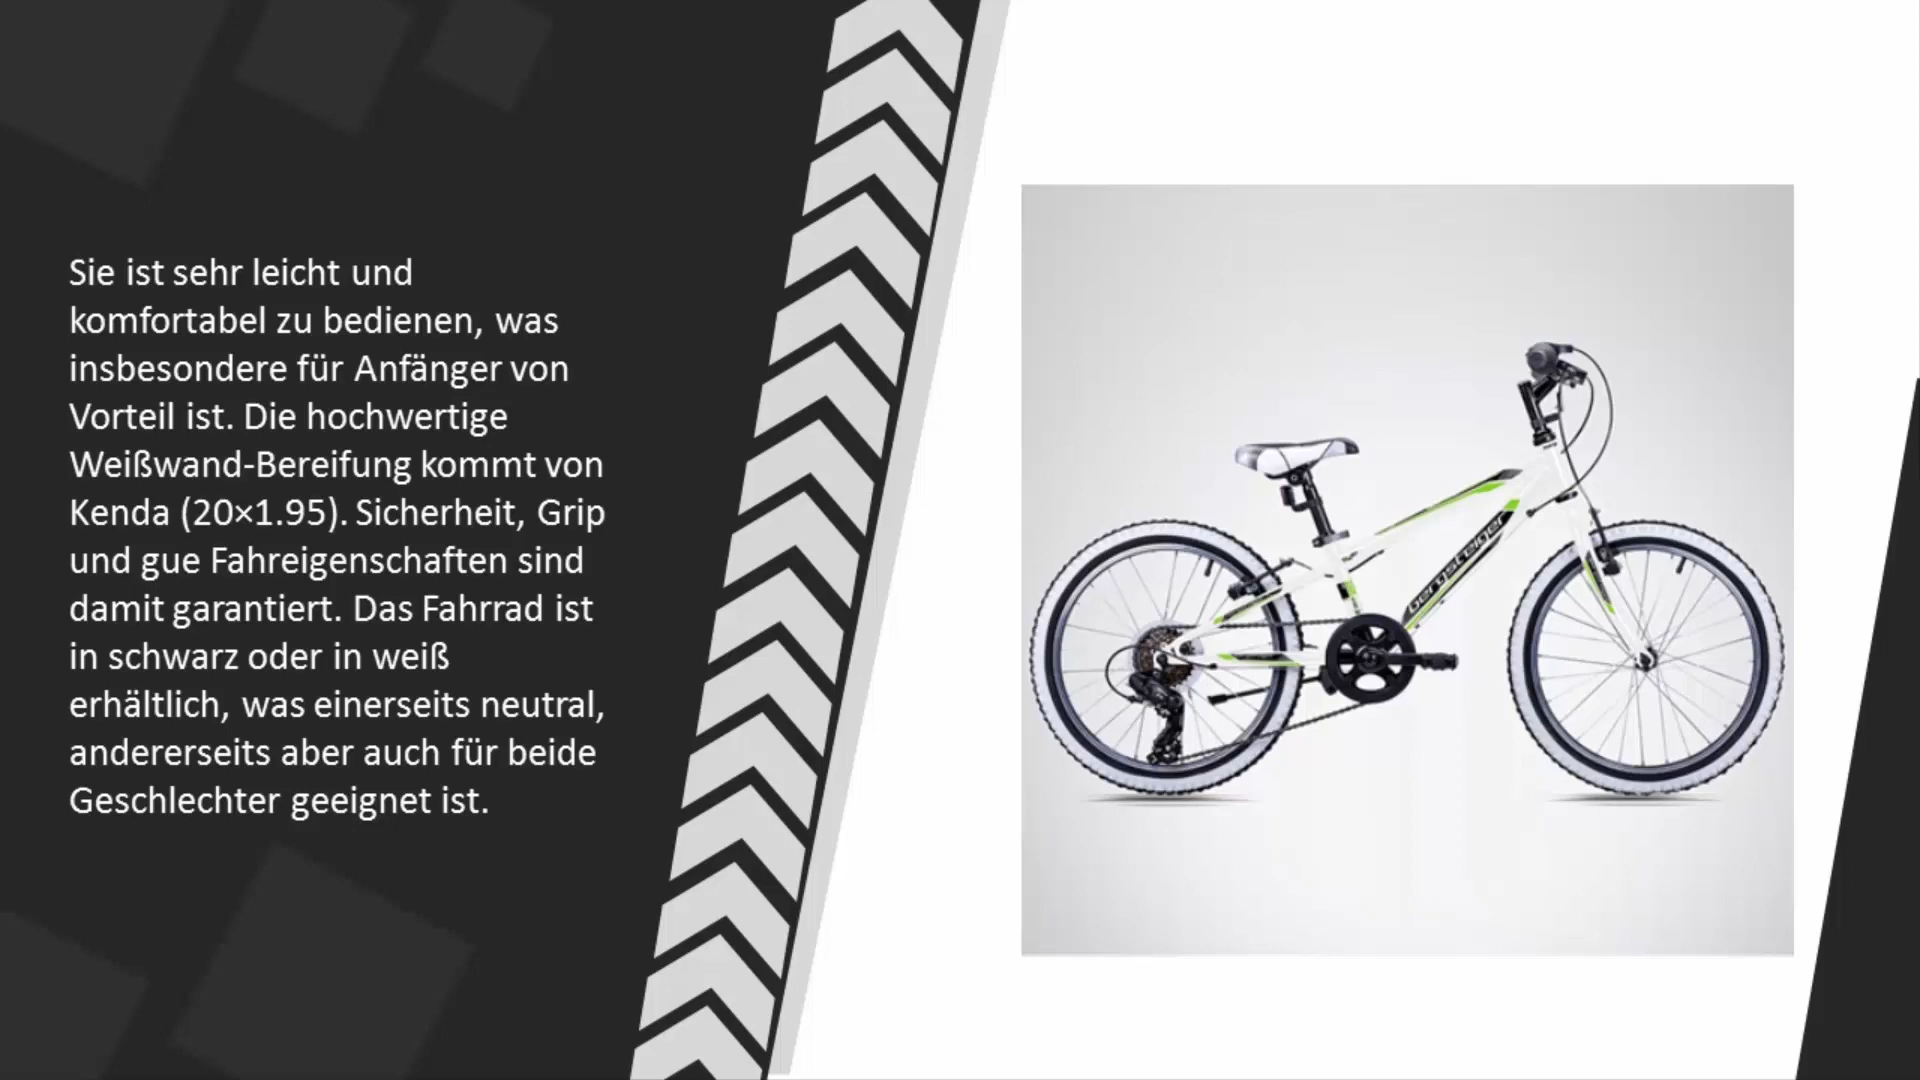 Sie ist sehr leicht und
komfortabel zu bedienen, was
insbesondere für Anfänger von
Vorteil ist. Die hochwertige
Weißwand-Bereifung kommt von
Kenda (20×1.95). Sicherheit, Grip
und gue Fahreigenschaften sind
damit garantiert. Das Fahrrad ist
in schwarz oder in weiß
erhältlich, was einerseits neutral,
andererseits aber auch für beide
Geschlechter geeignet ist.
bergsteiger